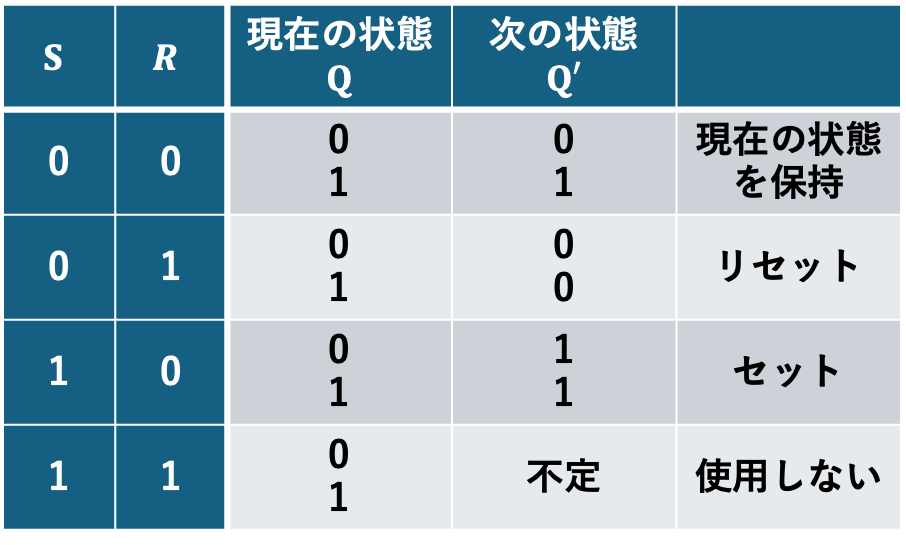 S R 現在の状態 Q 次の状態 Q′
0 0 0 0 現在の状態
1 1 を保持
0 1 0 0 リセット
1 0
1 0 0 1 セット
1 1
1 1 0 不定 使用しない
1